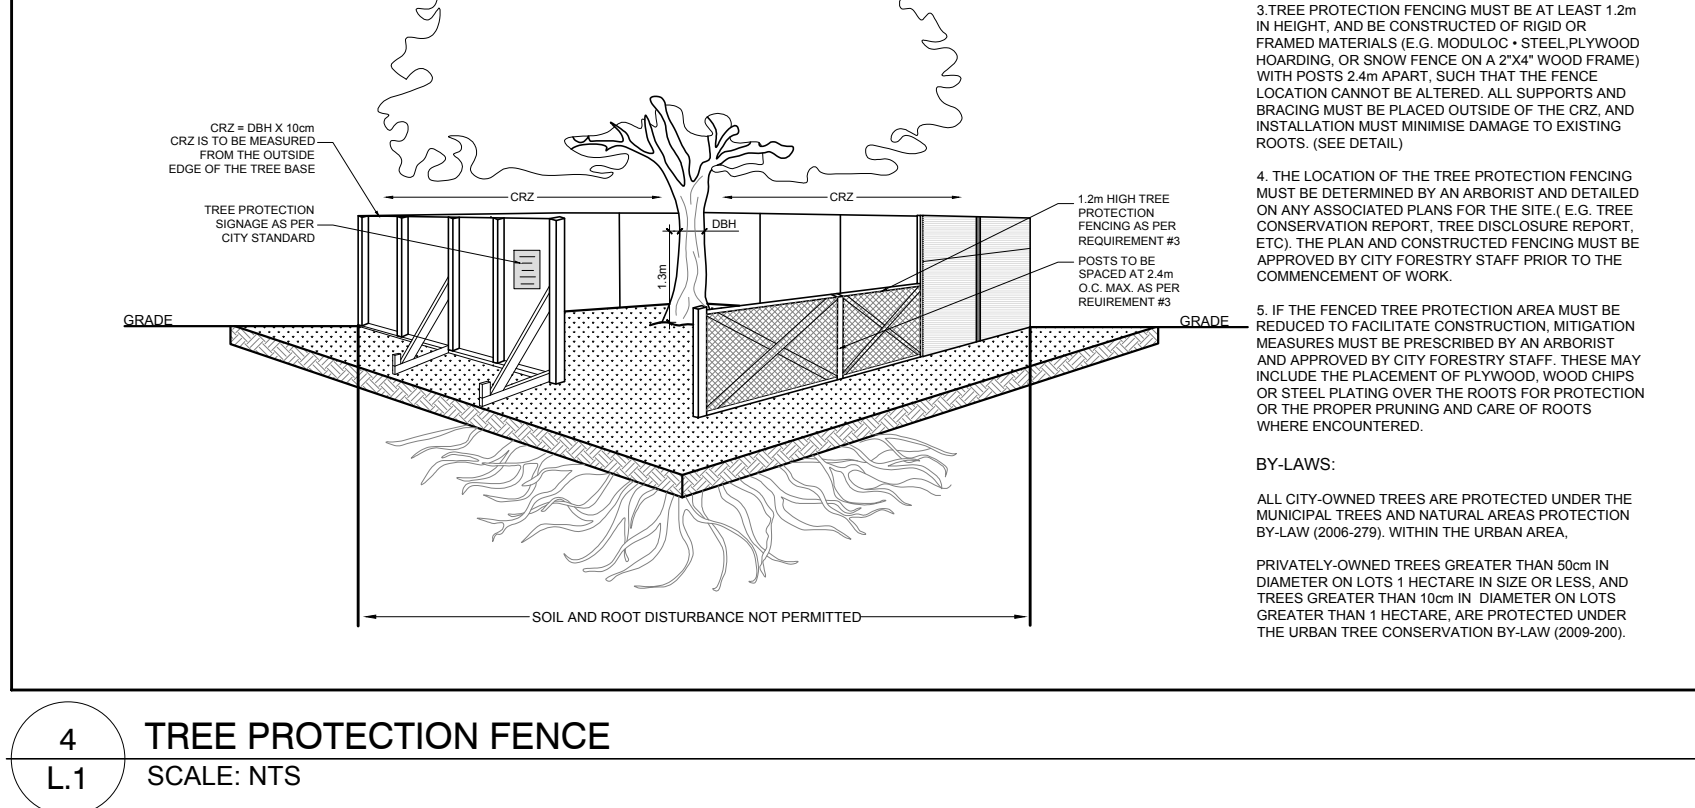 3.TREE PROTECTION FENCING MUST BE AT LEAST 1.2m
IN HEIGHT, AND BE CONSTRUCTED OF RIGID OR
FRAMED MATERIALS (E.G. MODULOC • STEEL,PLYWOOD
HOARDING, OR SNOW FENCE ON A 2"X4" WOOD FRAME)
WITH POSTS 2.4m APART, SUCH THAT THE FENCE
LOCATION CANNOT BE ALTERED. ALL SUPPORTS AND
BRACING MUST BE PLACED OUTSIDE OF THE CRZ, AND
INSTALLATION MUST MINIMISE DAMAGE TO EXISTING
ROOTS. (SEE DETAIL)
4. THE LOCATION OF THE TREE PROTECTION FENCING
MUST BE DETERMINED BY AN ARBORIST AND DETAILED
ON ANY ASSOCIATED PLANS FOR THE SITE.( E.G. TREE
CONSERVATION REPORT, TREE DISCLOSURE REPORT,
ETC). THE PLAN AND CONSTRUCTED FENCING MUST BE
APPROVED BY CITY FORESTRY STAFF PRIOR TO THE
COMMENCEMENT OF WORK.
5. IF THE FENCED TREE PROTECTION AREA MUST BE
REDUCED TO FACILITATE CONSTRUCTION, MITIGATION
MEASURES MUST BE PRESCRIBED BY AN ARBORIST
AND APPROVED BY CITY FORESTRY STAFF. THESE MAY
INCLUDE THE PLACEMENT OF PLYWOOD, WOOD CHIPS
OR STEEL PLATING OVER THE ROOTS FOR PROTECTION
OR THE PROPER PRUNING AND CARE OF ROOTS
WHERE ENCOUNTERED.
BY-LAWS:
ALL CITY-OWNED TREES ARE PROTECTED UNDER THE
MUNICIPAL TREES AND NATURAL AREAS PROTECTION
BY-LAW (2006-279). WITHIN THE URBAN AREA,
PRIVATELY-OWNED TREES GREATER THAN 50cm IN
DIAMETER ON LOTS 1 HECTARE IN SIZE OR LESS, AND
TREES GREATER THAN 10cm IN DIAMETER ON LOTS
GREATER THAN 1 HECTARE, ARE PROTECTED UNDER
THE URBAN TREE CONSERVATION BY-LAW (2009-200).
CRZ = DBH X 10cm
CRZ IS TO BE MEASURED
FROM THE OUTSIDE
EDGE OF THE TREE BASE
TREE PROTECTION
SIGNAGE AS PER
CITY STANDARD
CRZ
CRZ
DBH
1.3m
1.2m HIGH TREE
PROTECTION
FENCING AS PER
REQUIREMENT #3
POSTS TO BE
SPACED AT 2.4m
O.C. MAX. AS PER
REUIREMENT #3
GRADE
GRADE
SOIL AND ROOT DISTURBANCE NOT PERMITTED
4
L.1
TREE PROTECTION FENCE
SCALE: NTS